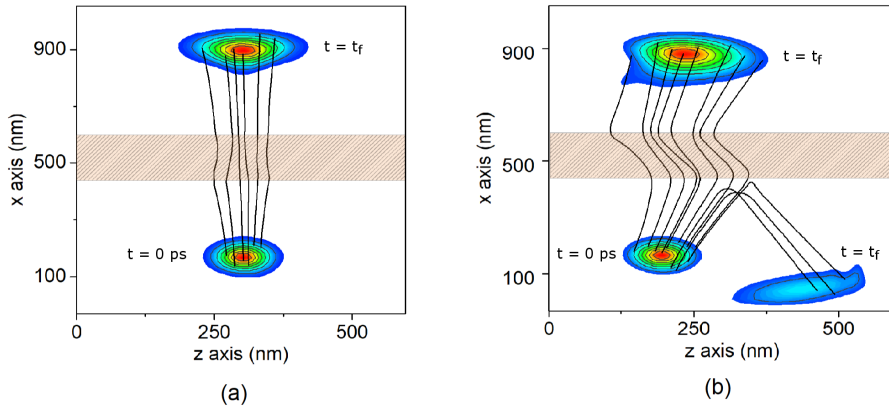 900
500
100
x axis (nm)
t = t_f
t = 0 ps
0
250
500
z axis (nm)
(a)
900
500
100
x axis (nm)
t = t_f
t = 0 ps
t = t_f
0
250
500
z axis (nm)
(b)